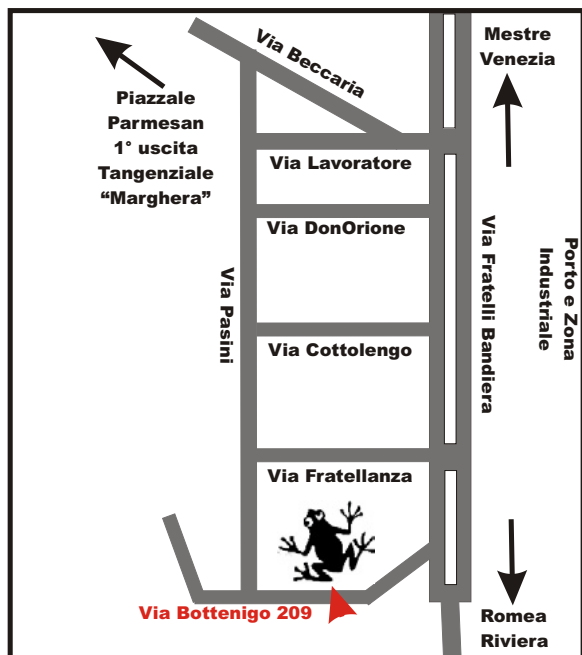 Mestre
Venezia
Via Beccaria
Piazzale
Parmesan
1° uscita
Tangenziale
“Marghera”
Via Lavoratore
Via DonOrione
Via Pasini
Via Fratelli Bandiera
Porto e Zona
Industriale
Via Cottolengo
Via Fratellanza
Via Bottenigo 209
Romea
Riviera